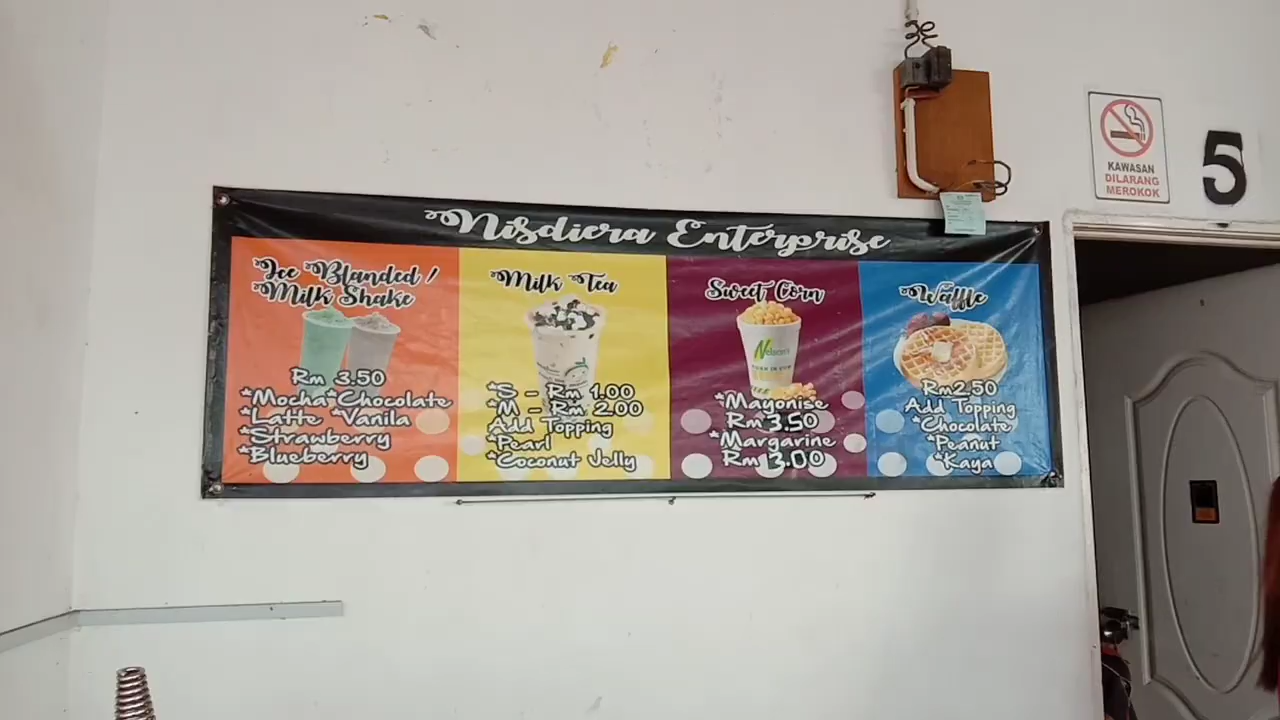 KAWASAN
DILARANG
MEROKOK
5
Nisdiera Enterprise
Ice Blanded /
Milk Shake
Rm 3.50
*Mocha *Chocolate
*Latte *Vanila
*Strawberry
*Blueberry
Milk Tea
*S - Rm 1.00
*M - Rm 2.00
Add Topping
*Pearl
*Coconut Jelly
Sweet Corn
Nelson's
*Mayonise
Rm 3.50
*Margarine
Rm 3.00
Waffle
Rm2.50
Add Topping
*Chocolate
*Peanut
*Kaya